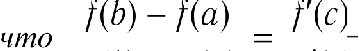 что f(b) − f(a) = f′(c)